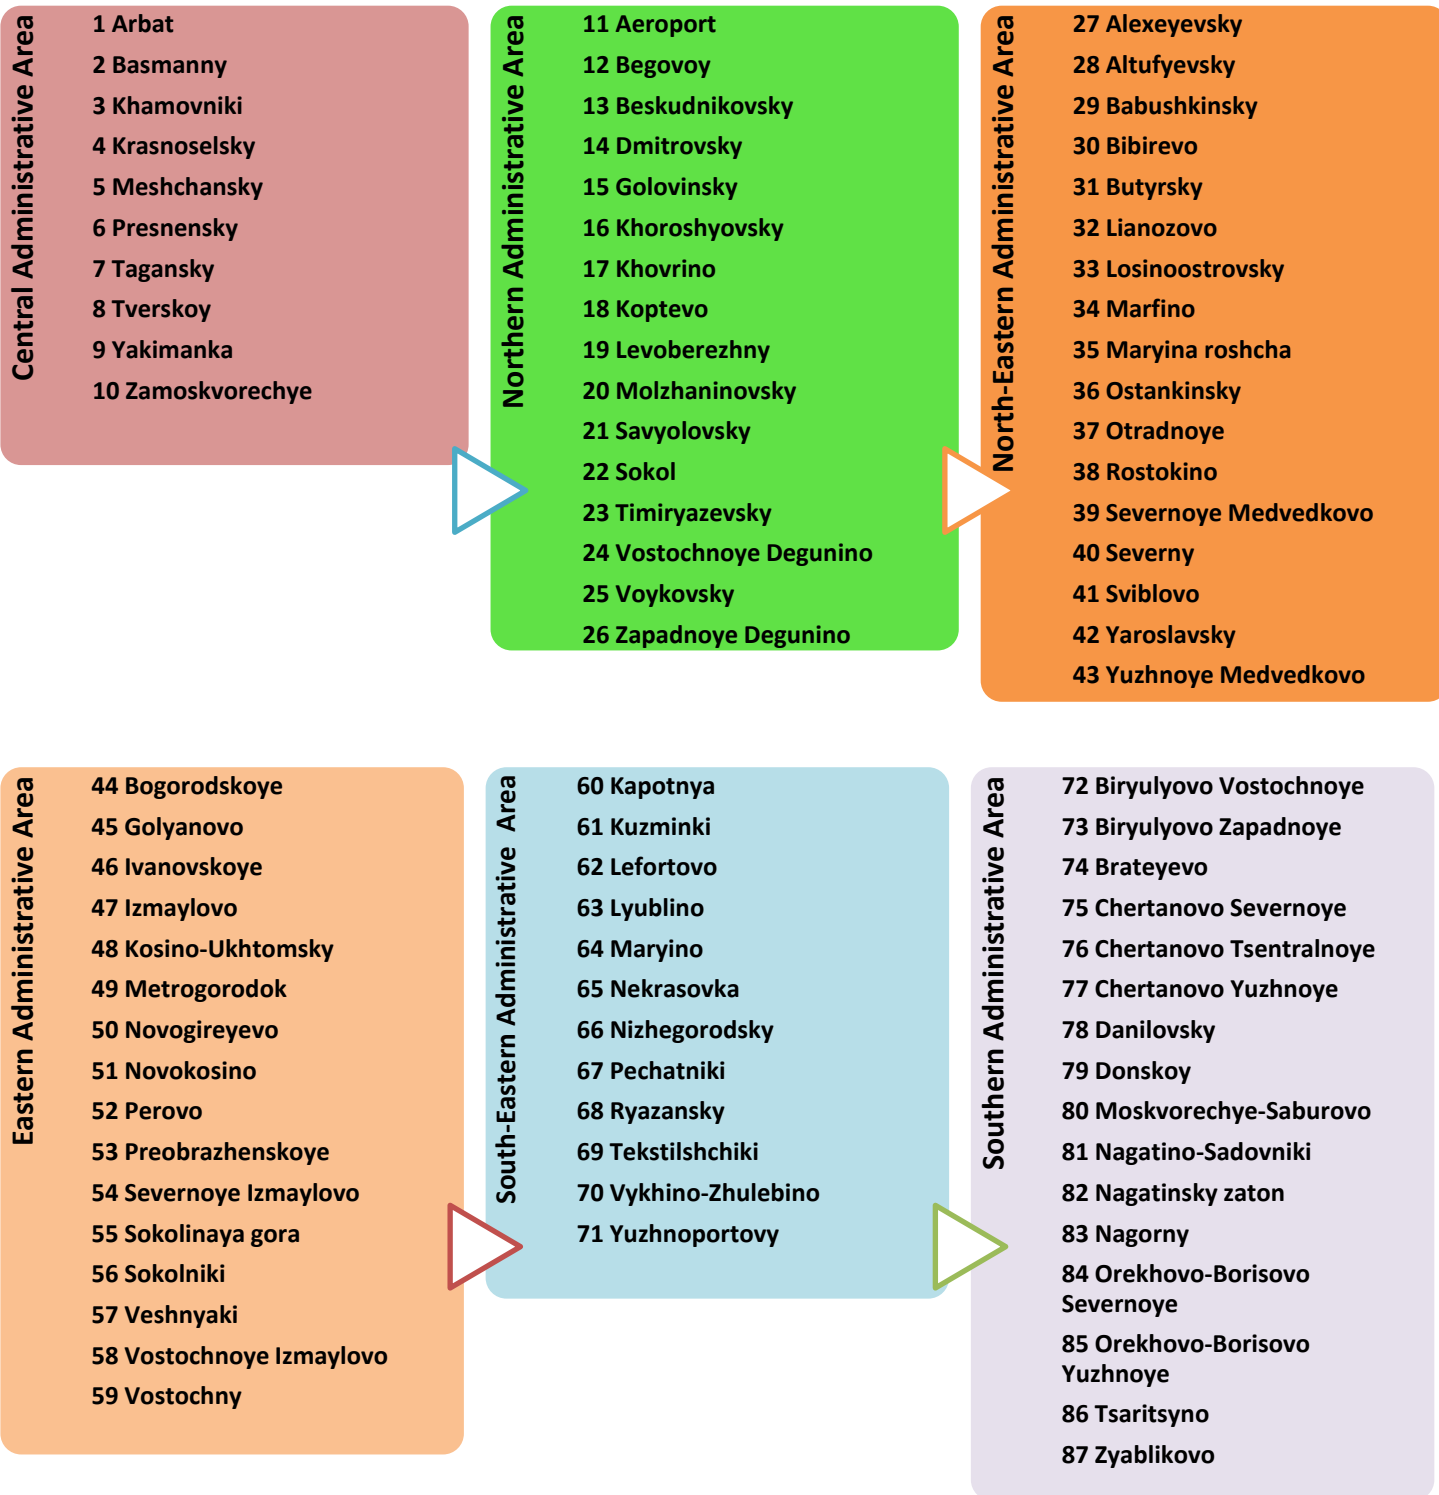 Central Administrative Area
1 Arbat
2 Basmanny
3 Khamovniki
4 Krasnoselsky
5 Meshchansky
6 Presnensky
7 Tagansky
8 Tverskoy
9 Yakimanka
10 Zamoskvorechye
Northern Administrative Area
11 Aeroport
12 Begovoy
13 Beskudnikovsky
14 Dmitrovsky
15 Golovinsky
16 Khoroshyovsky
17 Khovrino
18 Koptevo
19 Levoberezhny
20 Molzhaninovsky
21 Savyolovsky
22 Sokol
23 Timiryazevsky
24 Vostochnoye Degunino
25 Voykovsky
26 Zapadnoye Degunino
North-Eastern Administrative Area
27 Alexeyevsky
28 Altufyevsky
29 Babushkinsky
30 Bibirevo
31 Butyrsky
32 Lianozovo
33 Losinoostrovsky
34 Marfino
35 Maryina roshcha
36 Ostankinsky
37 Otradnoye
38 Rostokino
39 Severnoye Medvedkovo
40 Severny
41 Sviblovo
42 Yaroslavsky
43 Yuzhnoye Medvedkovo
Eastern Administrative Area
44 Bogorodskoye
45 Golyanovo
46 Ivanovskoye
47 Izmaylovo
48 Kosino-Ukhtomsky
49 Metrogorodok
50 Novogireyevo
51 Novokosino
52 Perovo
53 Preobrazhenskoye
54 Severnoye Izmaylovo
55 Sokolinaya gora
56 Sokolniki
57 Veshnyaki
58 Vostochnoye Izmaylovo
59 Vostochny
South-Eastern Administrative Area
60 Kapotnya
61 Kuzminki
62 Lefortovo
63 Lyublino
64 Maryino
65 Nekrasovka
66 Nizhegorodsky
67 Pechatniki
68 Ryazansky
69 Tekstilshchiki
70 Vykhino-Zhulebino
71 Yuzhnoportovy
Southern Administrative Area
72 Biryulyovo Vostochnoye
73 Biryulyovo Zapadnoye
74 Brateyevo
75 Chertanovo Severnoye
76 Chertanovo Tsentralnoye
77 Chertanovo Yuzhnoye
78 Danilovsky
79 Donskoy
80 Moskvorechye-Saburovo
81 Nagatino-Sadovniki
82 Nagatinsky zaton
83 Nagorny
84 Orekhovo-Borisovo
Severnoye
85 Orekhovo-Borisovo
Yuzhnoye
86 Tsaritsyno
87 Zyablikovo